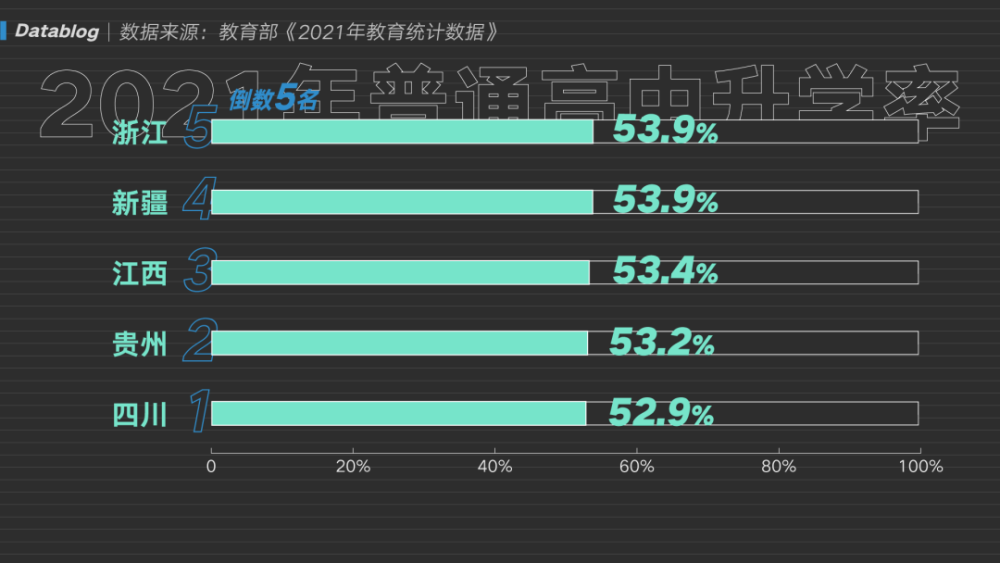 Datablog | 数据来源：教育部《2021年教育统计数据》
2021年普通高中升学率
倒数5名
浙江 5 53.9%
新疆 4 53.9%
江西 3 53.4%
贵州 2 53.2%
四川 1 52.9%
0 20% 40% 60% 80% 100%